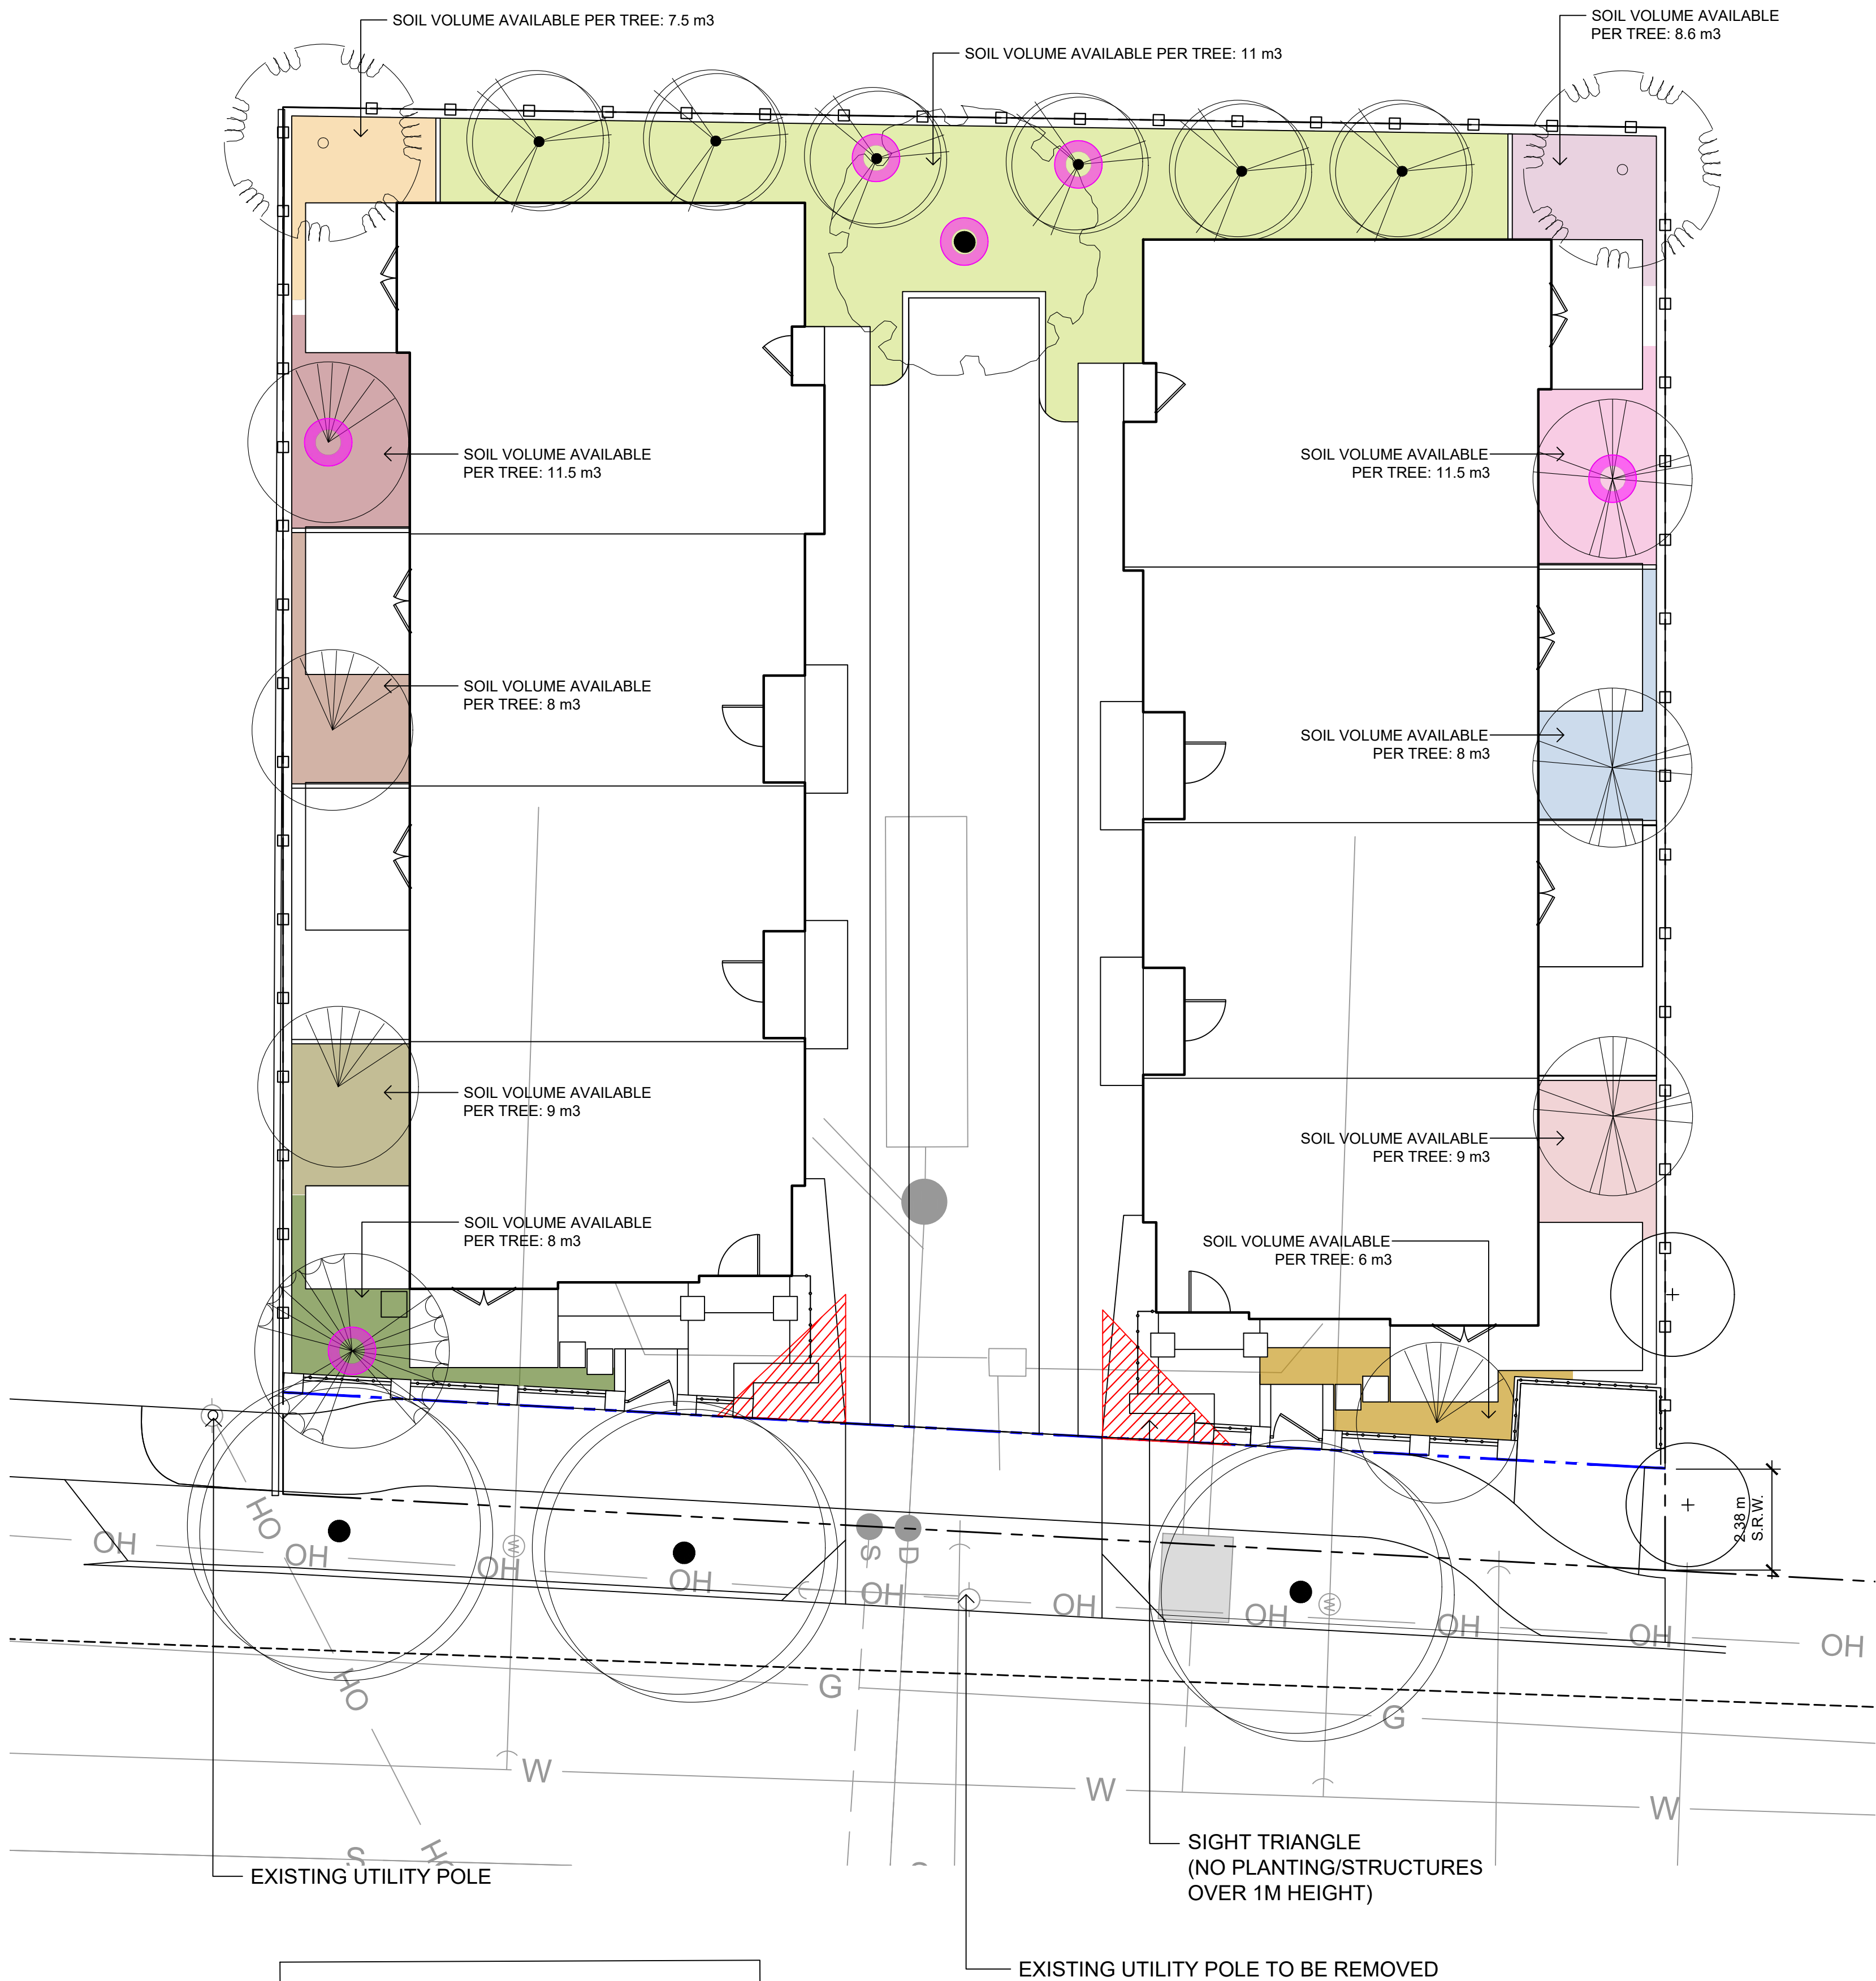 SOIL VOLUME AVAILABLE PER TREE: 7.5 m3
SOIL VOLUME AVAILABLE PER TREE: 11 m3
SOIL VOLUME AVAILABLE
PER TREE: 8.6 m3
SOIL VOLUME AVAILABLE
PER TREE: 11.5 m3
SOIL VOLUME AVAILABLE
PER TREE: 11.5 m3
SOIL VOLUME AVAILABLE
PER TREE: 8 m3
SOIL VOLUME AVAILABLE
PER TREE: 8 m3
SOIL VOLUME AVAILABLE
PER TREE: 9 m3
SOIL VOLUME AVAILABLE
PER TREE: 9 m3
SOIL VOLUME AVAILABLE
PER TREE: 8 m3
SOIL VOLUME AVAILABLE
PER TREE: 6 m3
2.38 m
S.R.W.
OH
OH
OH
OH
OH
OH
OH
OH
OH
OH
OH
OH
W
W
S
D
G
G
W
W
W
S
SIGHT TRIANGLE
(NO PLANTING/STRUCTURES
OVER 1M HEIGHT)
EXISTING UTILITY POLE
EXISTING UTILITY POLE TO BE REMOVED